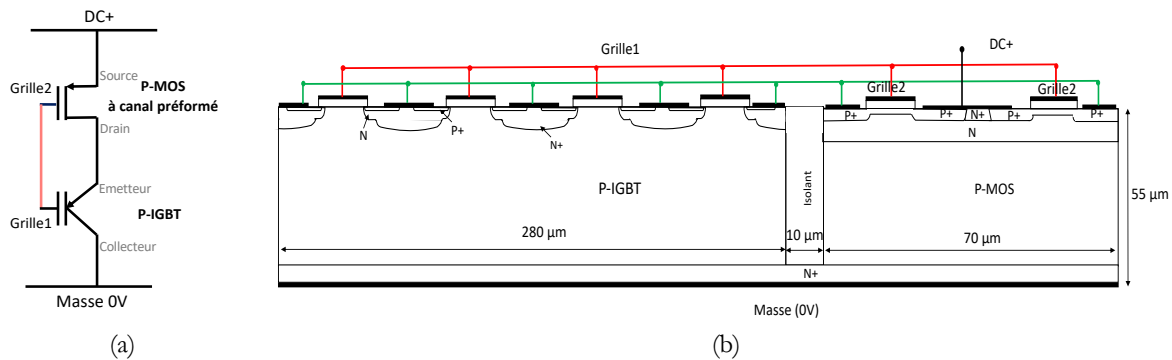 DC+
Source
Grille2
P-MOS
à canal préformé
Drain
Emetteur
P-IGBT
Grille1
Collecteur
Masse 0V
(a)
Grille1
DC+
Grille2
Grille2
N
P+
N+
P+
P+
N+
P+
P+
N
P-IGBT
Isolant
P-MOS
55 µm
280 µm
10 µm
70 µm
N+
Masse (0V)
(b)